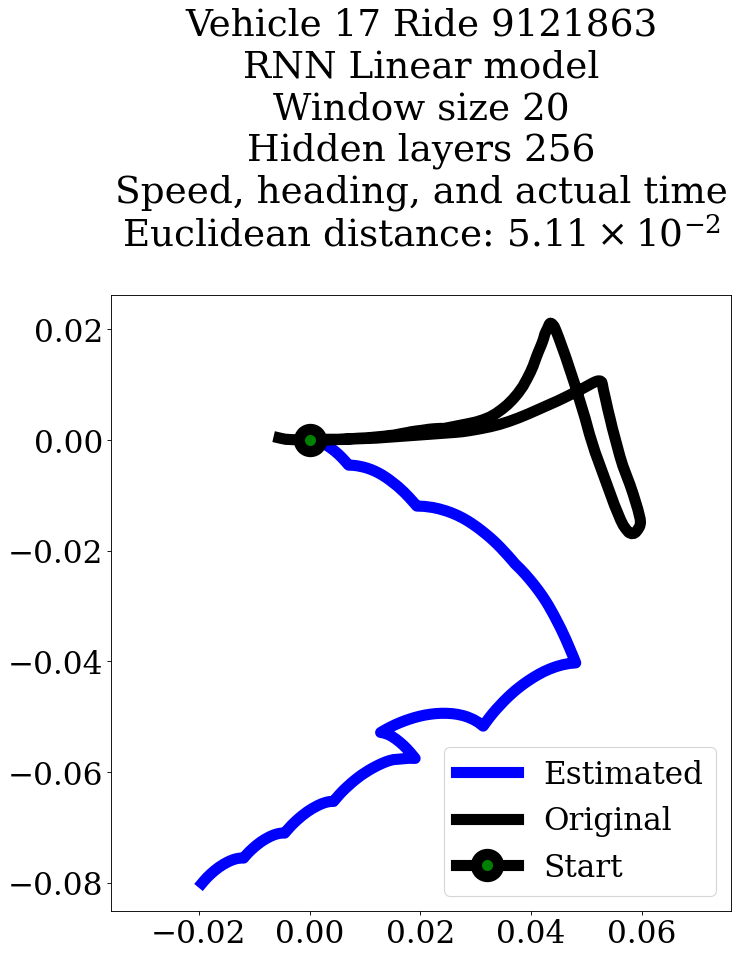 Vehicle 17 Ride 9121863
RNN Linear model
Window size 20
Hidden layers 256
Speed, heading, and actual time
Euclidean distance: 5.11 × 10⁻²
0.02
0.00
−0.02
−0.04
−0.06
−0.08
Estimated
Original
Start
−0.02 0.00 0.02 0.04 0.06